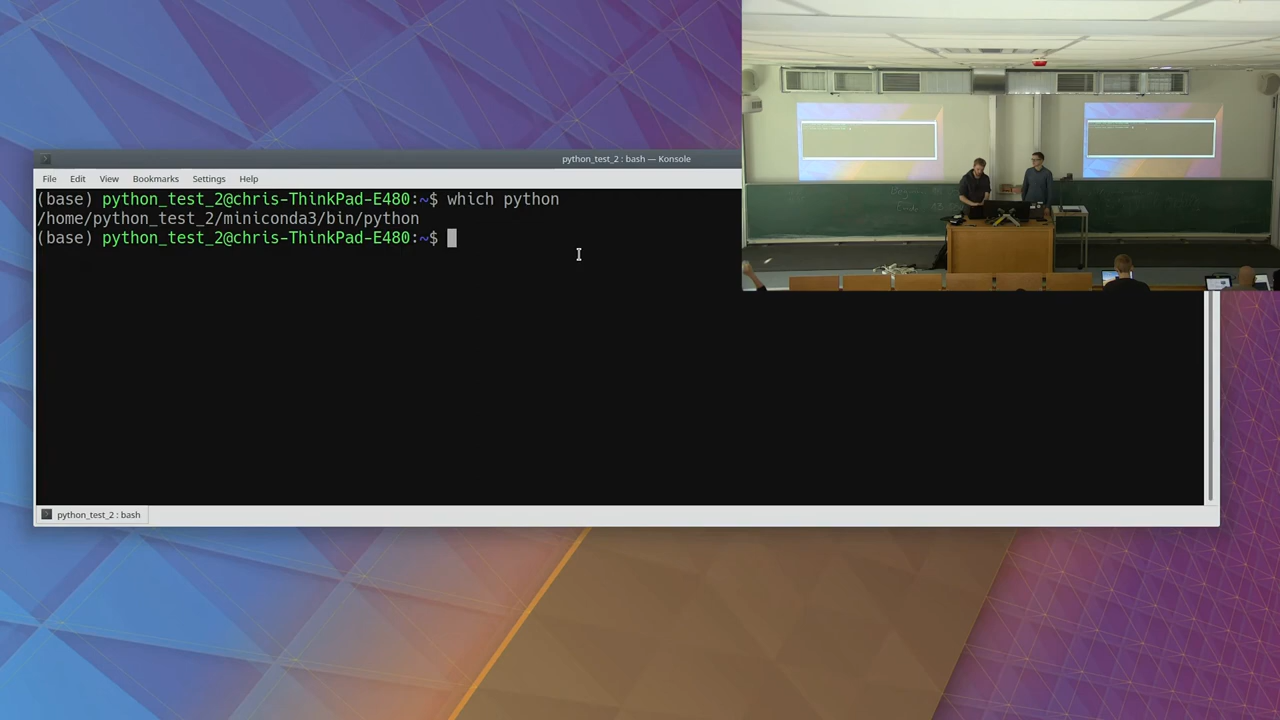 python_test_2 : bash — Konsole
File Edit View Bookmarks Settings Help
(base) python_test_2@chris-ThinkPad-E480:~$ which python
/home/python_test_2/miniconda3/bin/python
(base) python_test_2@chris-ThinkPad-E480:~$
python_test_2 : bash